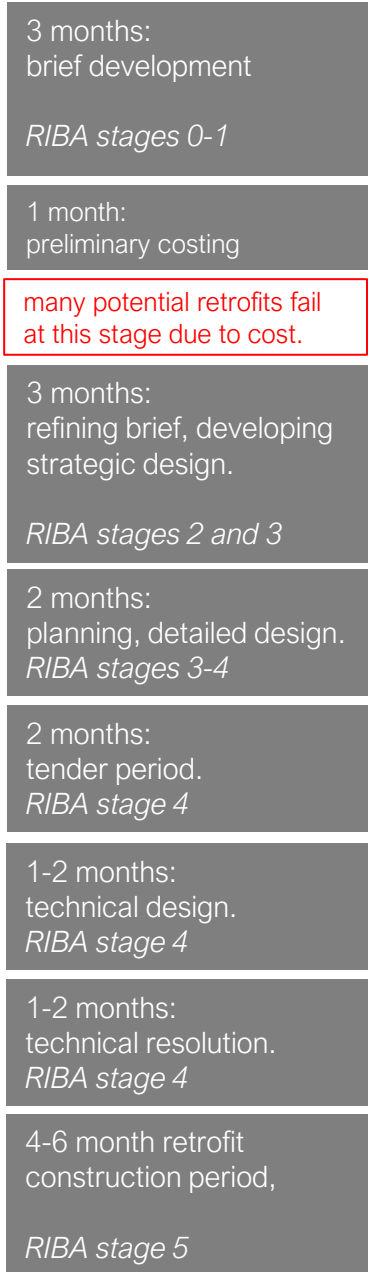 3 months:
brief development
RIBA stages 0-1
1 month:
preliminary costing
many potential retrofits fail
at this stage due to cost.
3 months:
refining brief, developing
strategic design.
RIBA stages 2 and 3
2 months:
planning, detailed design.
RIBA stages 3-4
2 months:
tender period.
RIBA stage 4
1-2 months:
technical design.
RIBA stage 4
1-2 months:
technical resolution.
RIBA stage 4
4-6 month retrofit
construction period,
RIBA stage 5